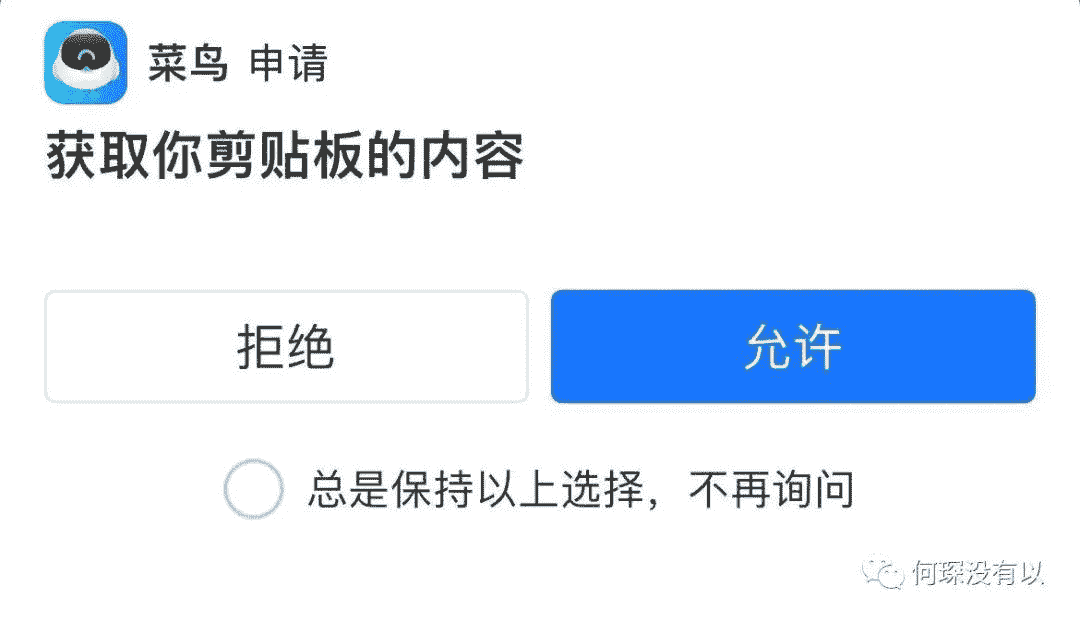 菜鸟 申请
获取你剪贴板的内容
拒绝 允许
总是保持以上选择，不再询问
何琛没有以